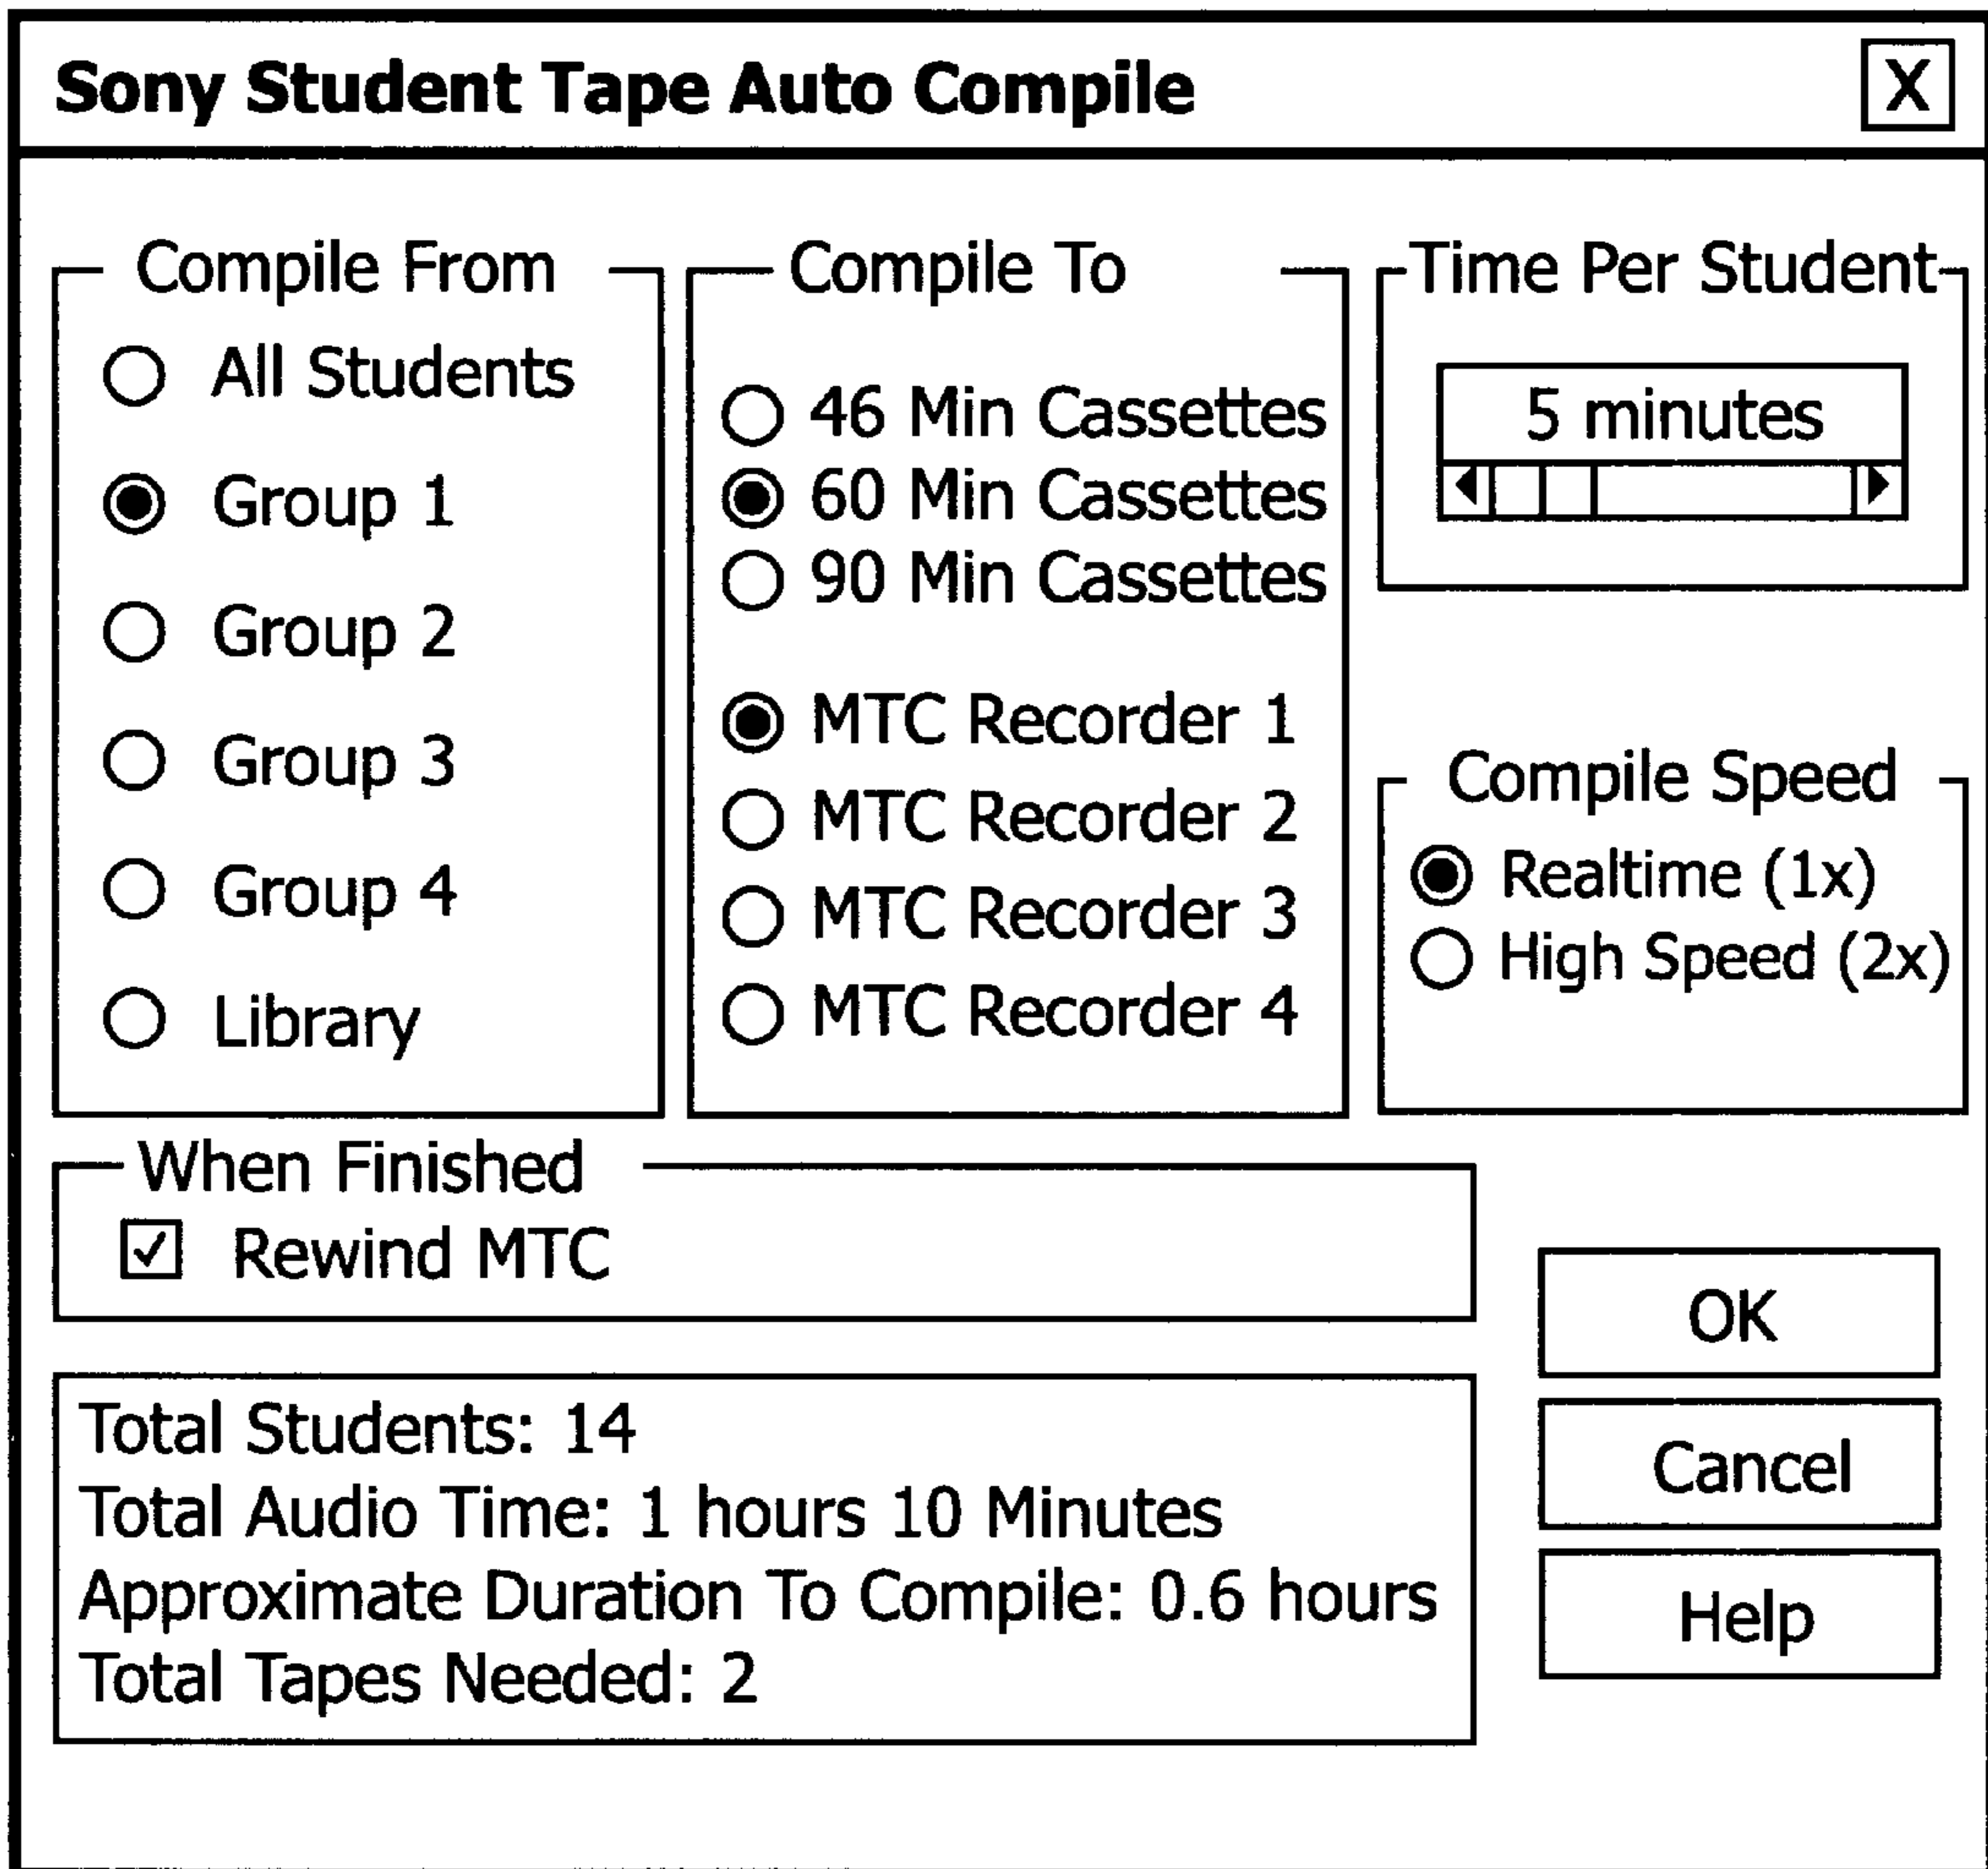 Sony Student Tape Auto Compile
X
Compile From
All Students
Group 1
Group 2
Group 3
Group 4
Library
Compile To
46 Min Cassettes
60 Min Cassettes
90 Min Cassettes
MTC Recorder 1
MTC Recorder 2
MTC Recorder 3
MTC Recorder 4
Time Per Student
5 minutes
Compile Speed
Realtime (1x)
High Speed (2x)
When Finished
Rewind MTC
Total Students: 14
Total Audio Time: 1 hours 10 Minutes
Approximate Duration To Compile: 0.6 hours
Total Tapes Needed: 2
OK
Cancel
Help